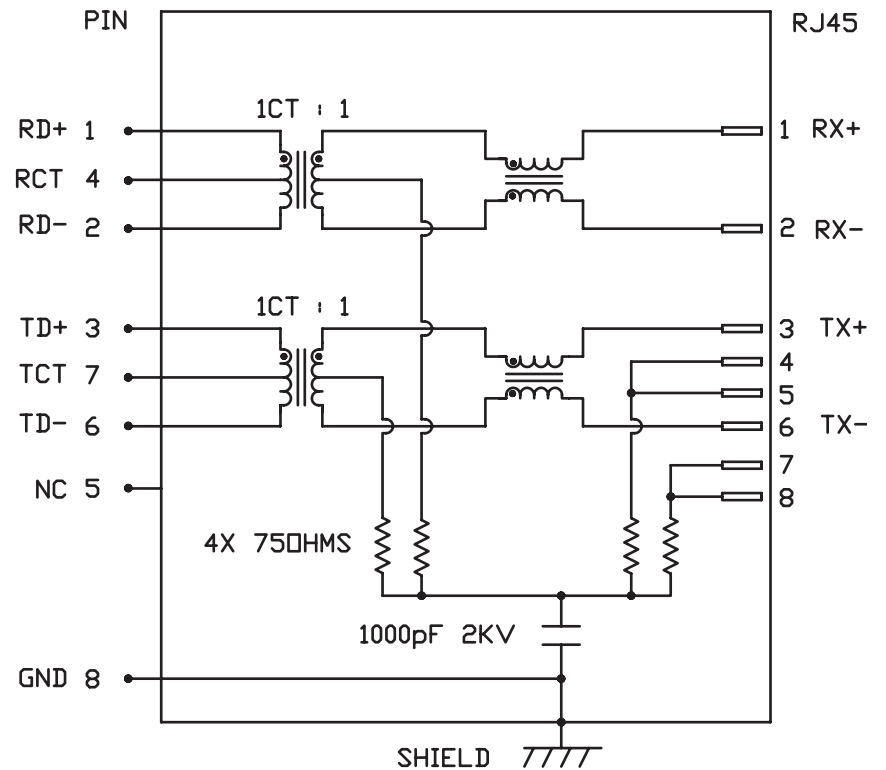 PIN
RJ45
1CT : 1
RD+ 1
1 RX+
RCT 4
RD- 2
2 RX-
1CT : 1
TD+ 3
3 TX+
4
TCT 7
5
TD- 6
6 TX-
7
NC 5
8
4X 75OHMS
1000pF 2KV
GND 8
SHIELD